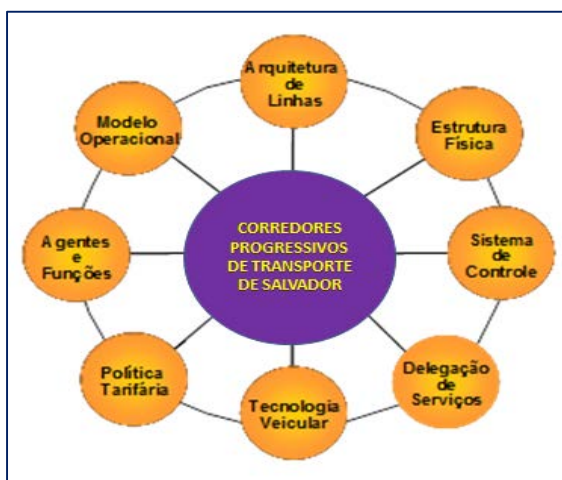 Arquitetura
de
Linhas
Modelo
Operacional
Estrutura
Física
CORREDORES
PROGRESSIVOS
DE TRANSPORTE
DE SALVADOR
Agentes
e
Funções
Sistema
de
Controle
Política
Tarifária
Tecnologia
Veicular
Delegação
de
Serviços